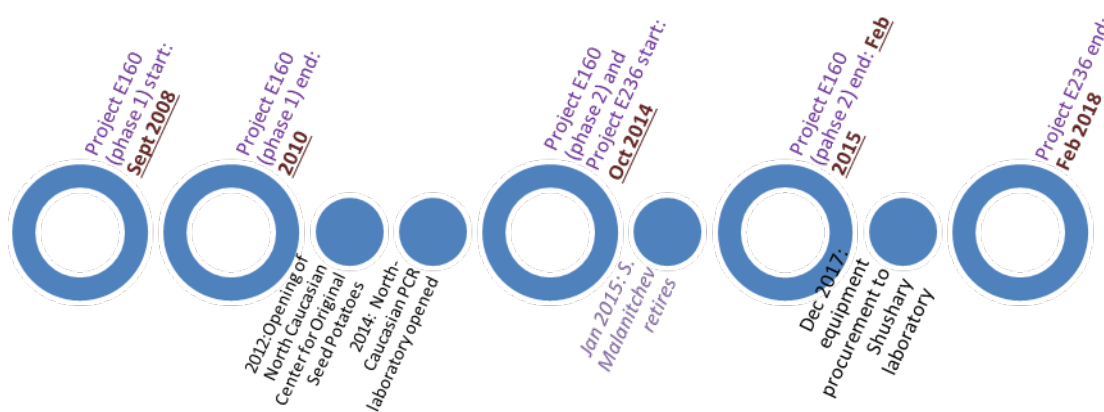 Project E160
(phase 1) start:
Sept 2008
Project E160
(phase 1) end:
2010
2012:Opening of
North Caucasian
Center for Original
Seed Potatoes
2014: North-
Caucasian PCR
laboratory opened
Project E160
(phase 2) and
Project E236 start:
Oct 2014
Jan 2015: S.
Malanitchev
retires
Project E160
(pahse 2) end: Feb
2015
Dec 2017:
equipment
procurement to
Shushary
laboratory
Project E236 end:
Feb 2018